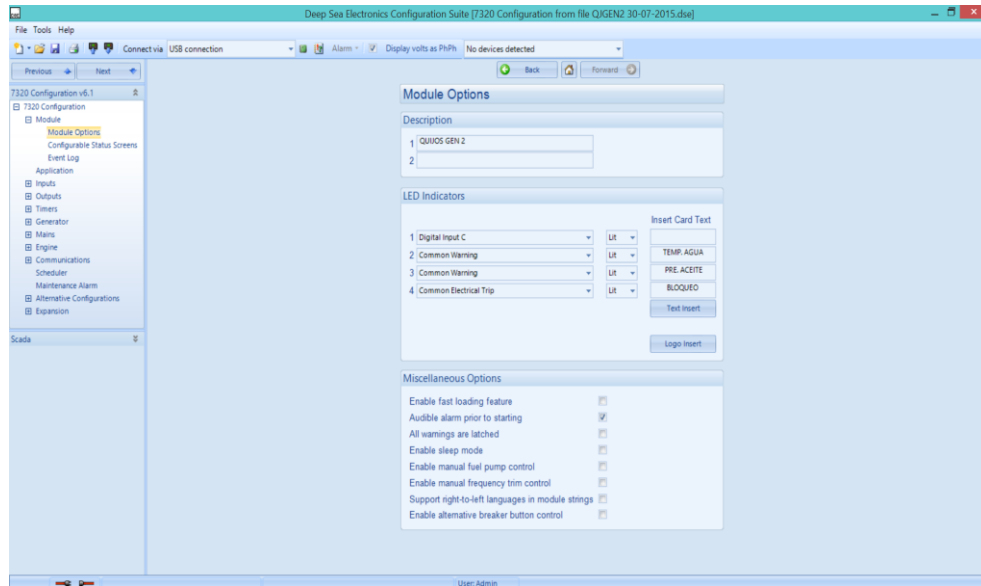 Deep Sea Electronics Configuration Suite [7320 Configuration from file QJGEN2 30-07-2015.dse]
File Tools Help
Connect via USB connection Alarm Display volts as PhPh No devices detected
Previous Next
Back Forward
7320 Configuration v6.1
7320 Configuration
Module
Module Options
Configurable Status Screens
Event Log
Application
Inputs
Outputs
Timers
Generator
Mains
Engine
Communications
Scheduler
Maintenance Alarm
Alternative Configurations
Expansion
Scada
Module Options
Description
1 QUIJOS GEN 2
2
LED Indicators
Insert Card Text
1 Digital Input C Lit
2 Common Warning Lit TEMP. AGUA
3 Common Warning Lit PRE. ACEITE
4 Common Electrical Trip Lit BLOQUEO
Text Insert
Logo Insert
Miscellaneous Options
Enable fast loading feature
Audible alarm prior to starting
All warnings are latched
Enable sleep mode
Enable manual fuel pump control
Enable manual frequency trim control
Support right-to-left languages in module strings
Enable alternative breaker button control
User: Admin